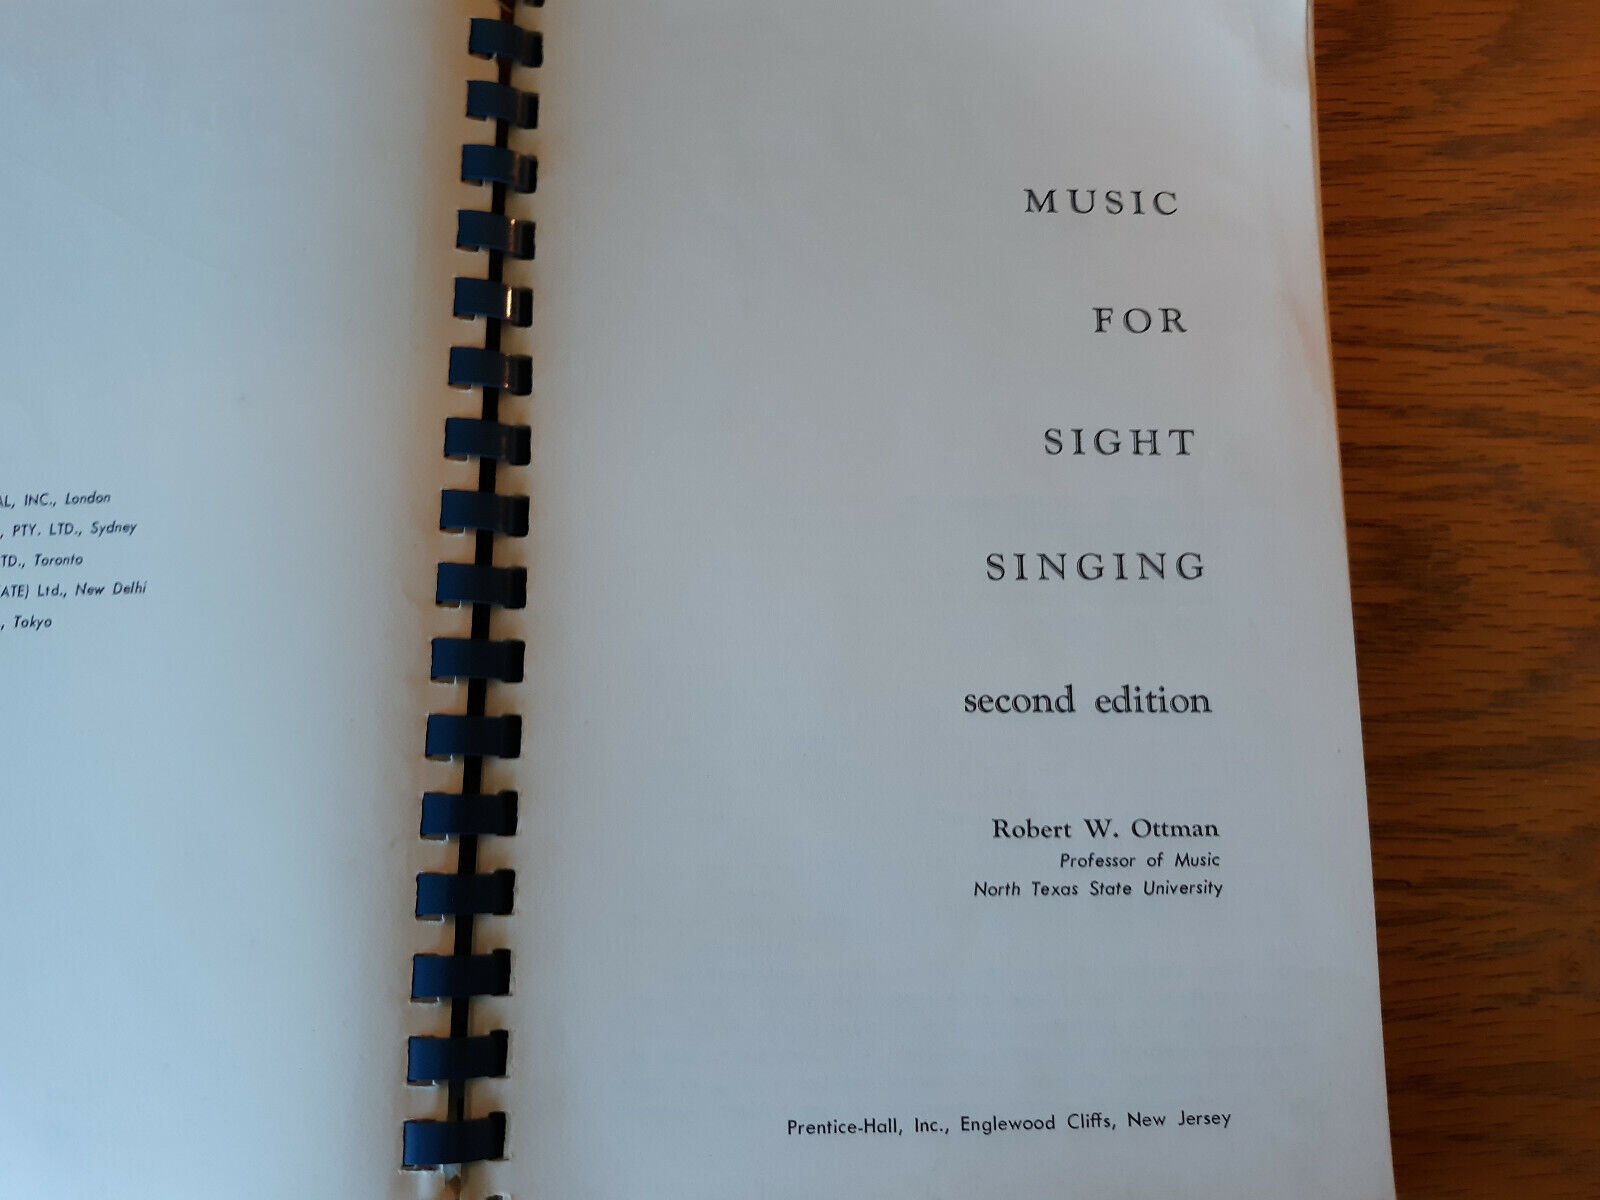 AL, INC., London
, PTY. LTD., Sydney
TD., Toronto
ATE) Ltd., New Delhi
., Tokyo
MUSIC
FOR
SIGHT
SINGING
second edition
Robert W. Ottman
Professor of Music
North Texas State University
Prentice-Hall, Inc., Englewood Cliffs, New Jersey